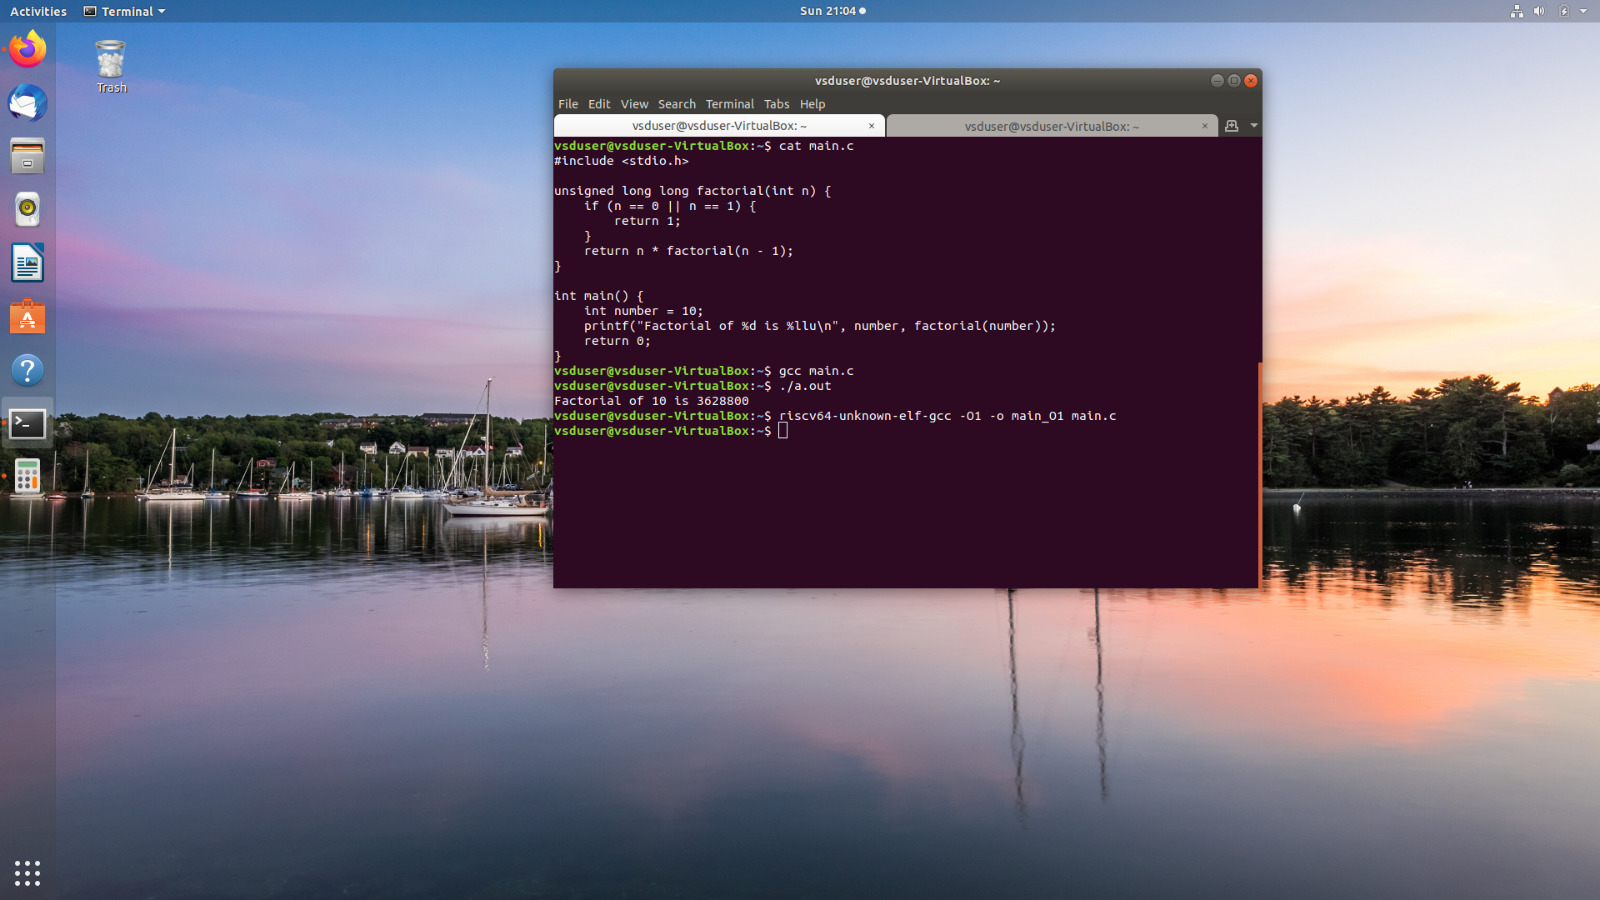 Activities Terminal Sun 21:04
Trash
vsduser@vsduser-VirtualBox: ~
File Edit View Search Terminal Tabs Help
vsduser@vsduser-VirtualBox: ~ × vsduser@vsduser-VirtualBox: ~ ×
vsduser@vsduser-VirtualBox:~$ cat main.c
#include <stdio.h>
unsigned long long factorial(int n) {
    if (n == 0 || n == 1) {
        return 1;
    }
    return n * factorial(n - 1);
}
int main() {
    int number = 10;
    printf("Factorial of %d is %llu\n", number, factorial(number));
    return 0;
}
vsduser@vsduser-VirtualBox:~$ gcc main.c
vsduser@vsduser-VirtualBox:~$ ./a.out
Factorial of 10 is 3628800
vsduser@vsduser-VirtualBox:~$ riscv64-unknown-elf-gcc -O1 -o main_O1 main.c
vsduser@vsduser-VirtualBox:~$